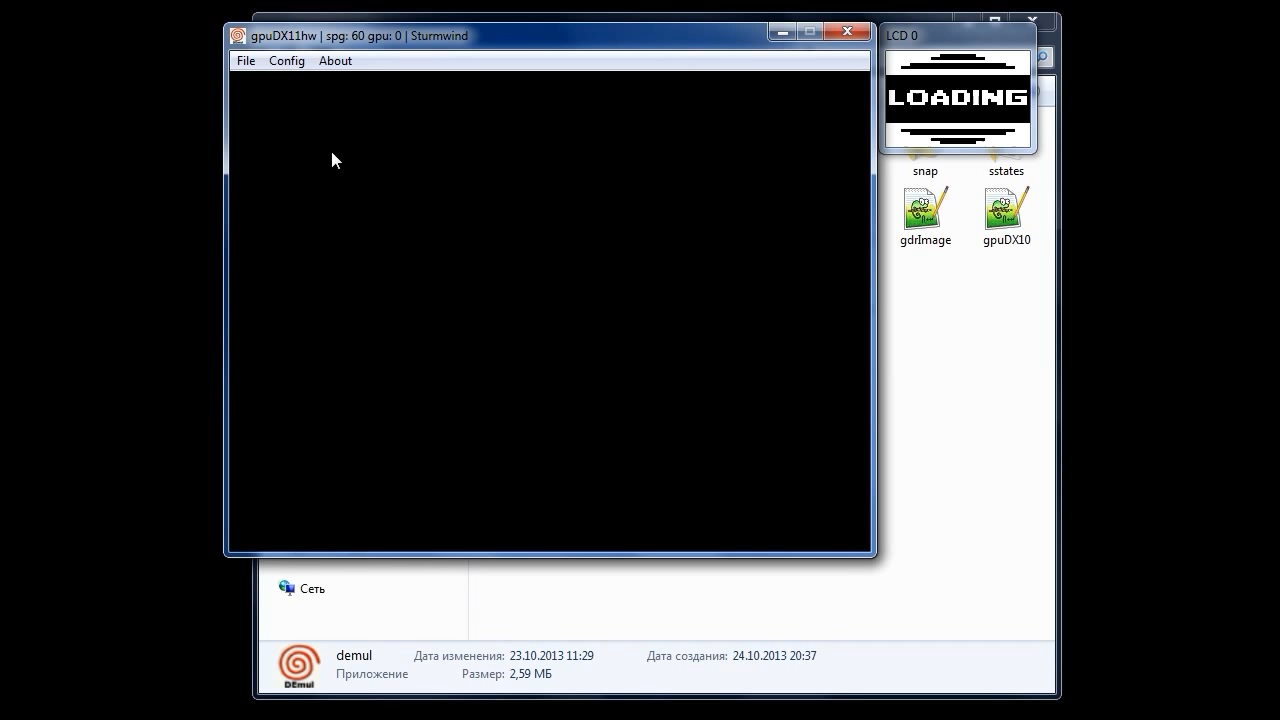 gpuDX11hw | spg: 60 gpu: 0 | Sturmwind
LCD 0
File Config About
LOADING
snap sstates
gdrImage gpuDX10
Сеть
demul Дата изменения: 23.10.2013 11:29 Дата создания: 24.10.2013 20:37
Приложение Размер: 2,59 МБ
DEmul